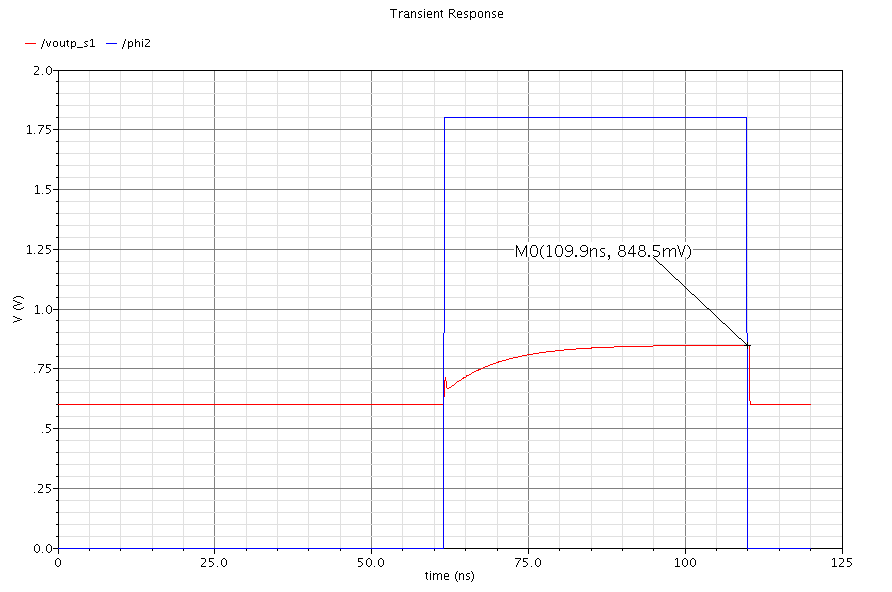 Transient Response
— /voutp_s1 — /phi2
2.0
1.75
1.5
1.25
M0(109.9ns, 848.5mV)
1.0
V (V)
.75
.5
.25
0.0
0 25.0 50.0 75.0 100 125
time (ns)